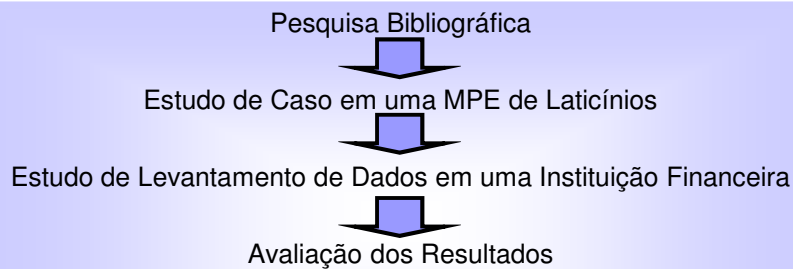 Pesquisa Bibliográfica
Estudo de Caso em uma MPE de Laticínios
Estudo de Levantamento de Dados em uma Instituição Financeira
Avaliação dos Resultados